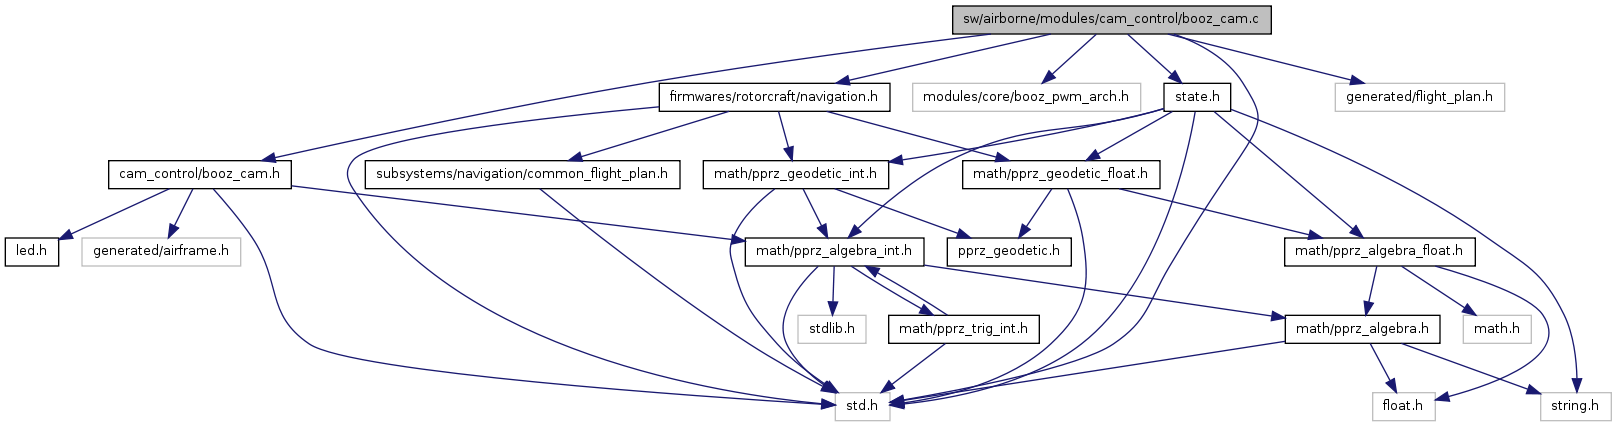 sw/airborne/modules/cam_control/booz_cam.c
firmwares/rotorcraft/navigation.h
modules/core/booz_pwm_arch.h
state.h
generated/flight_plan.h
cam_control/booz_cam.h
subsystems/navigation/common_flight_plan.h
math/pprz_geodetic_int.h
math/pprz_geodetic_float.h
led.h
generated/airframe.h
math/pprz_algebra_int.h
pprz_geodetic.h
math/pprz_algebra_float.h
stdlib.h
math/pprz_trig_int.h
math/pprz_algebra.h
math.h
std.h
float.h
string.h